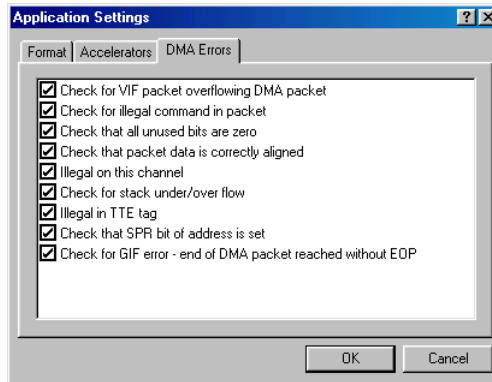 Application Settings
Format Accelerators DMA Errors
Check for VIF packet overflowing DMA packet
Check for illegal command in packet
Check that all unused bits are zero
Check that packet data is correctly aligned
Illegal on this channel
Check for stack under/over flow
Illegal in TTE tag
Check that SPR bit of address is set
Check for GIF error - end of DMA packet reached without EOP
OK Cancel